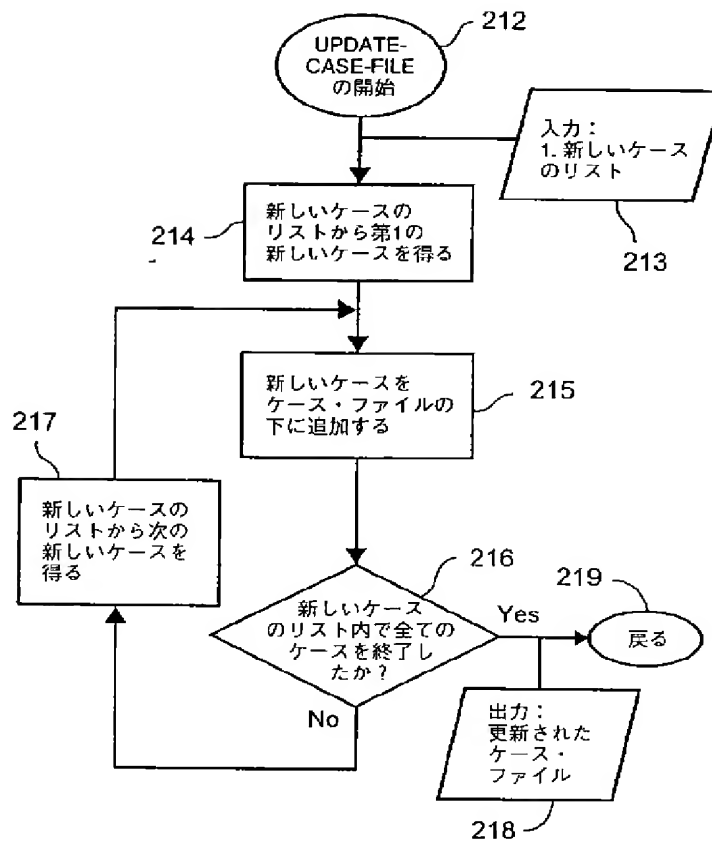 212
UPDATE-
CASE-FILE
の開始
入力：
1. 新しいケース
のリスト
213
214
新しいケースの
リストから第1の
新しいケースを得る
新しいケースを
ケース・ファイルの
下に追加する
215
217
新しいケースの
リストから次の
新しいケースを
得る
216
新しいケース
のリスト内で全ての
ケースを終了し
たか？
Yes
No
219
戻る
出力：
更新された
ケース・
ファイル
218